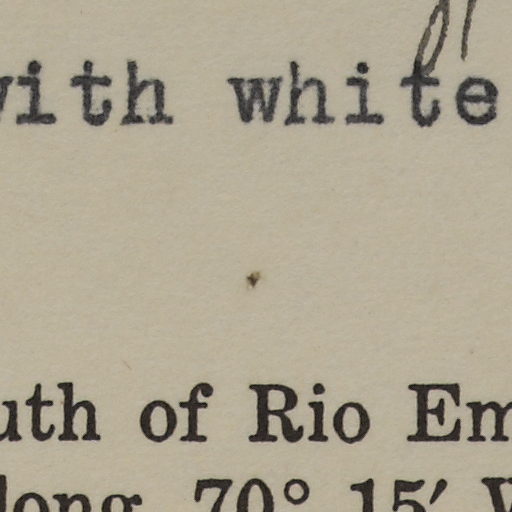 with white
uth of Rio Em
long. 70° 15′ W